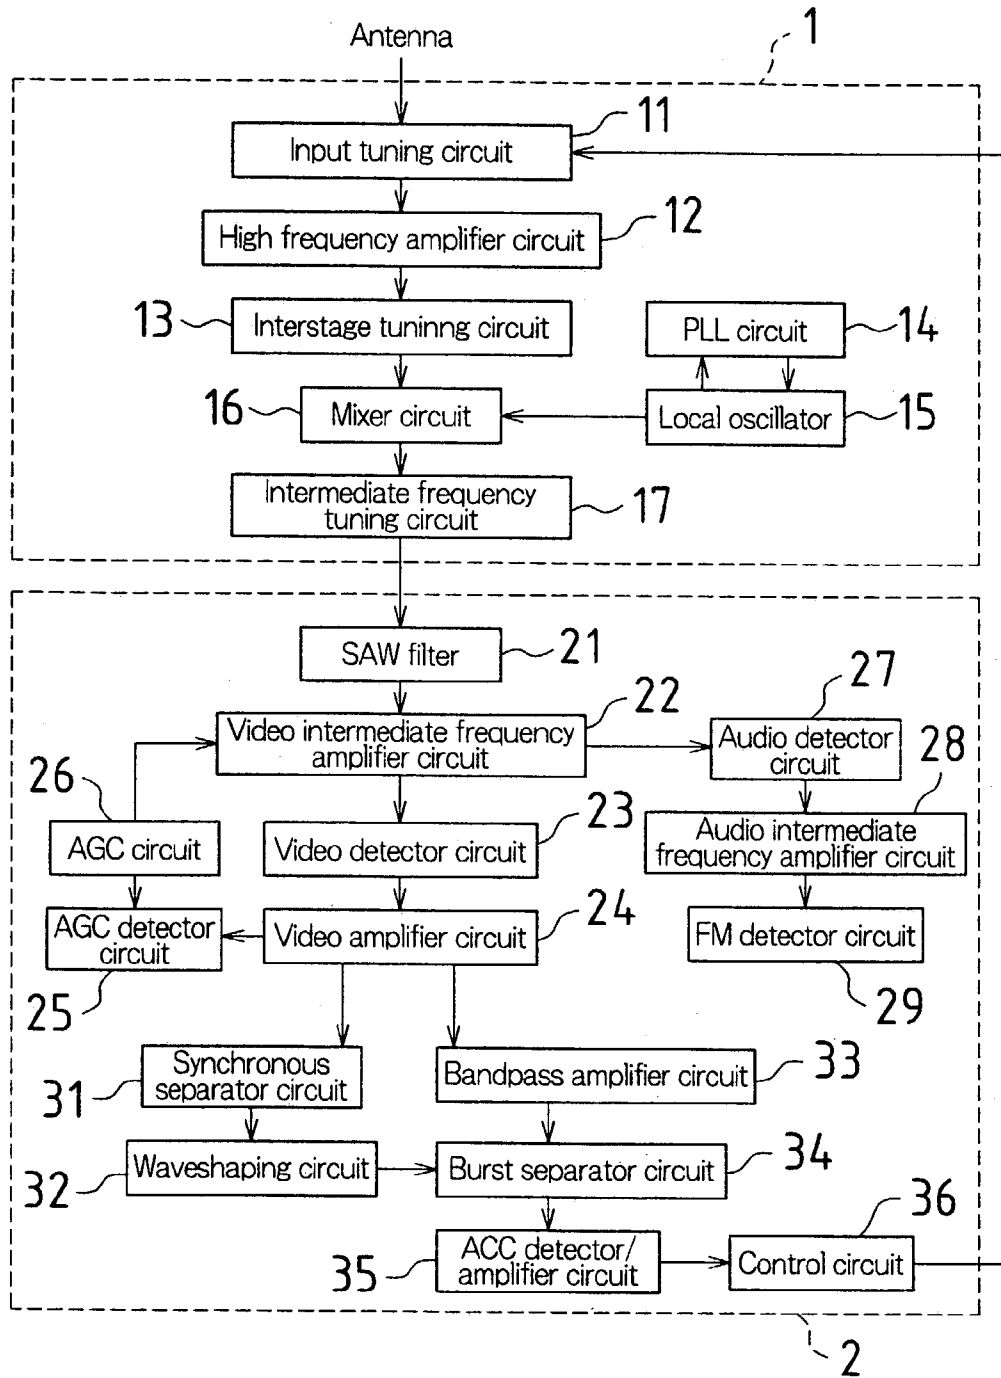 Antenna
1
11
Input tuning circuit
12
High frequency amplifier circuit
13
Interstage tuninng circuit
PLL circuit
14
16
Mixer circuit
Local oscillator
15
Intermediate frequency
tuning circuit
17
SAW filter
21
22
Video intermediate frequency
amplifier circuit
27
Audio detector
circuit
26
AGC circuit
23
Video detector circuit
28
Audio intermediate
frequency amplifier circuit
AGC detector
circuit
25
24
Video amplifier circuit
FM detector circuit
29
Synchronous
separator circuit
31
33
Bandpass amplifier circuit
32
Waveshaping circuit
34
Burst separator circuit
35
ACC detector/
amplifier circuit
36
Control circuit
2